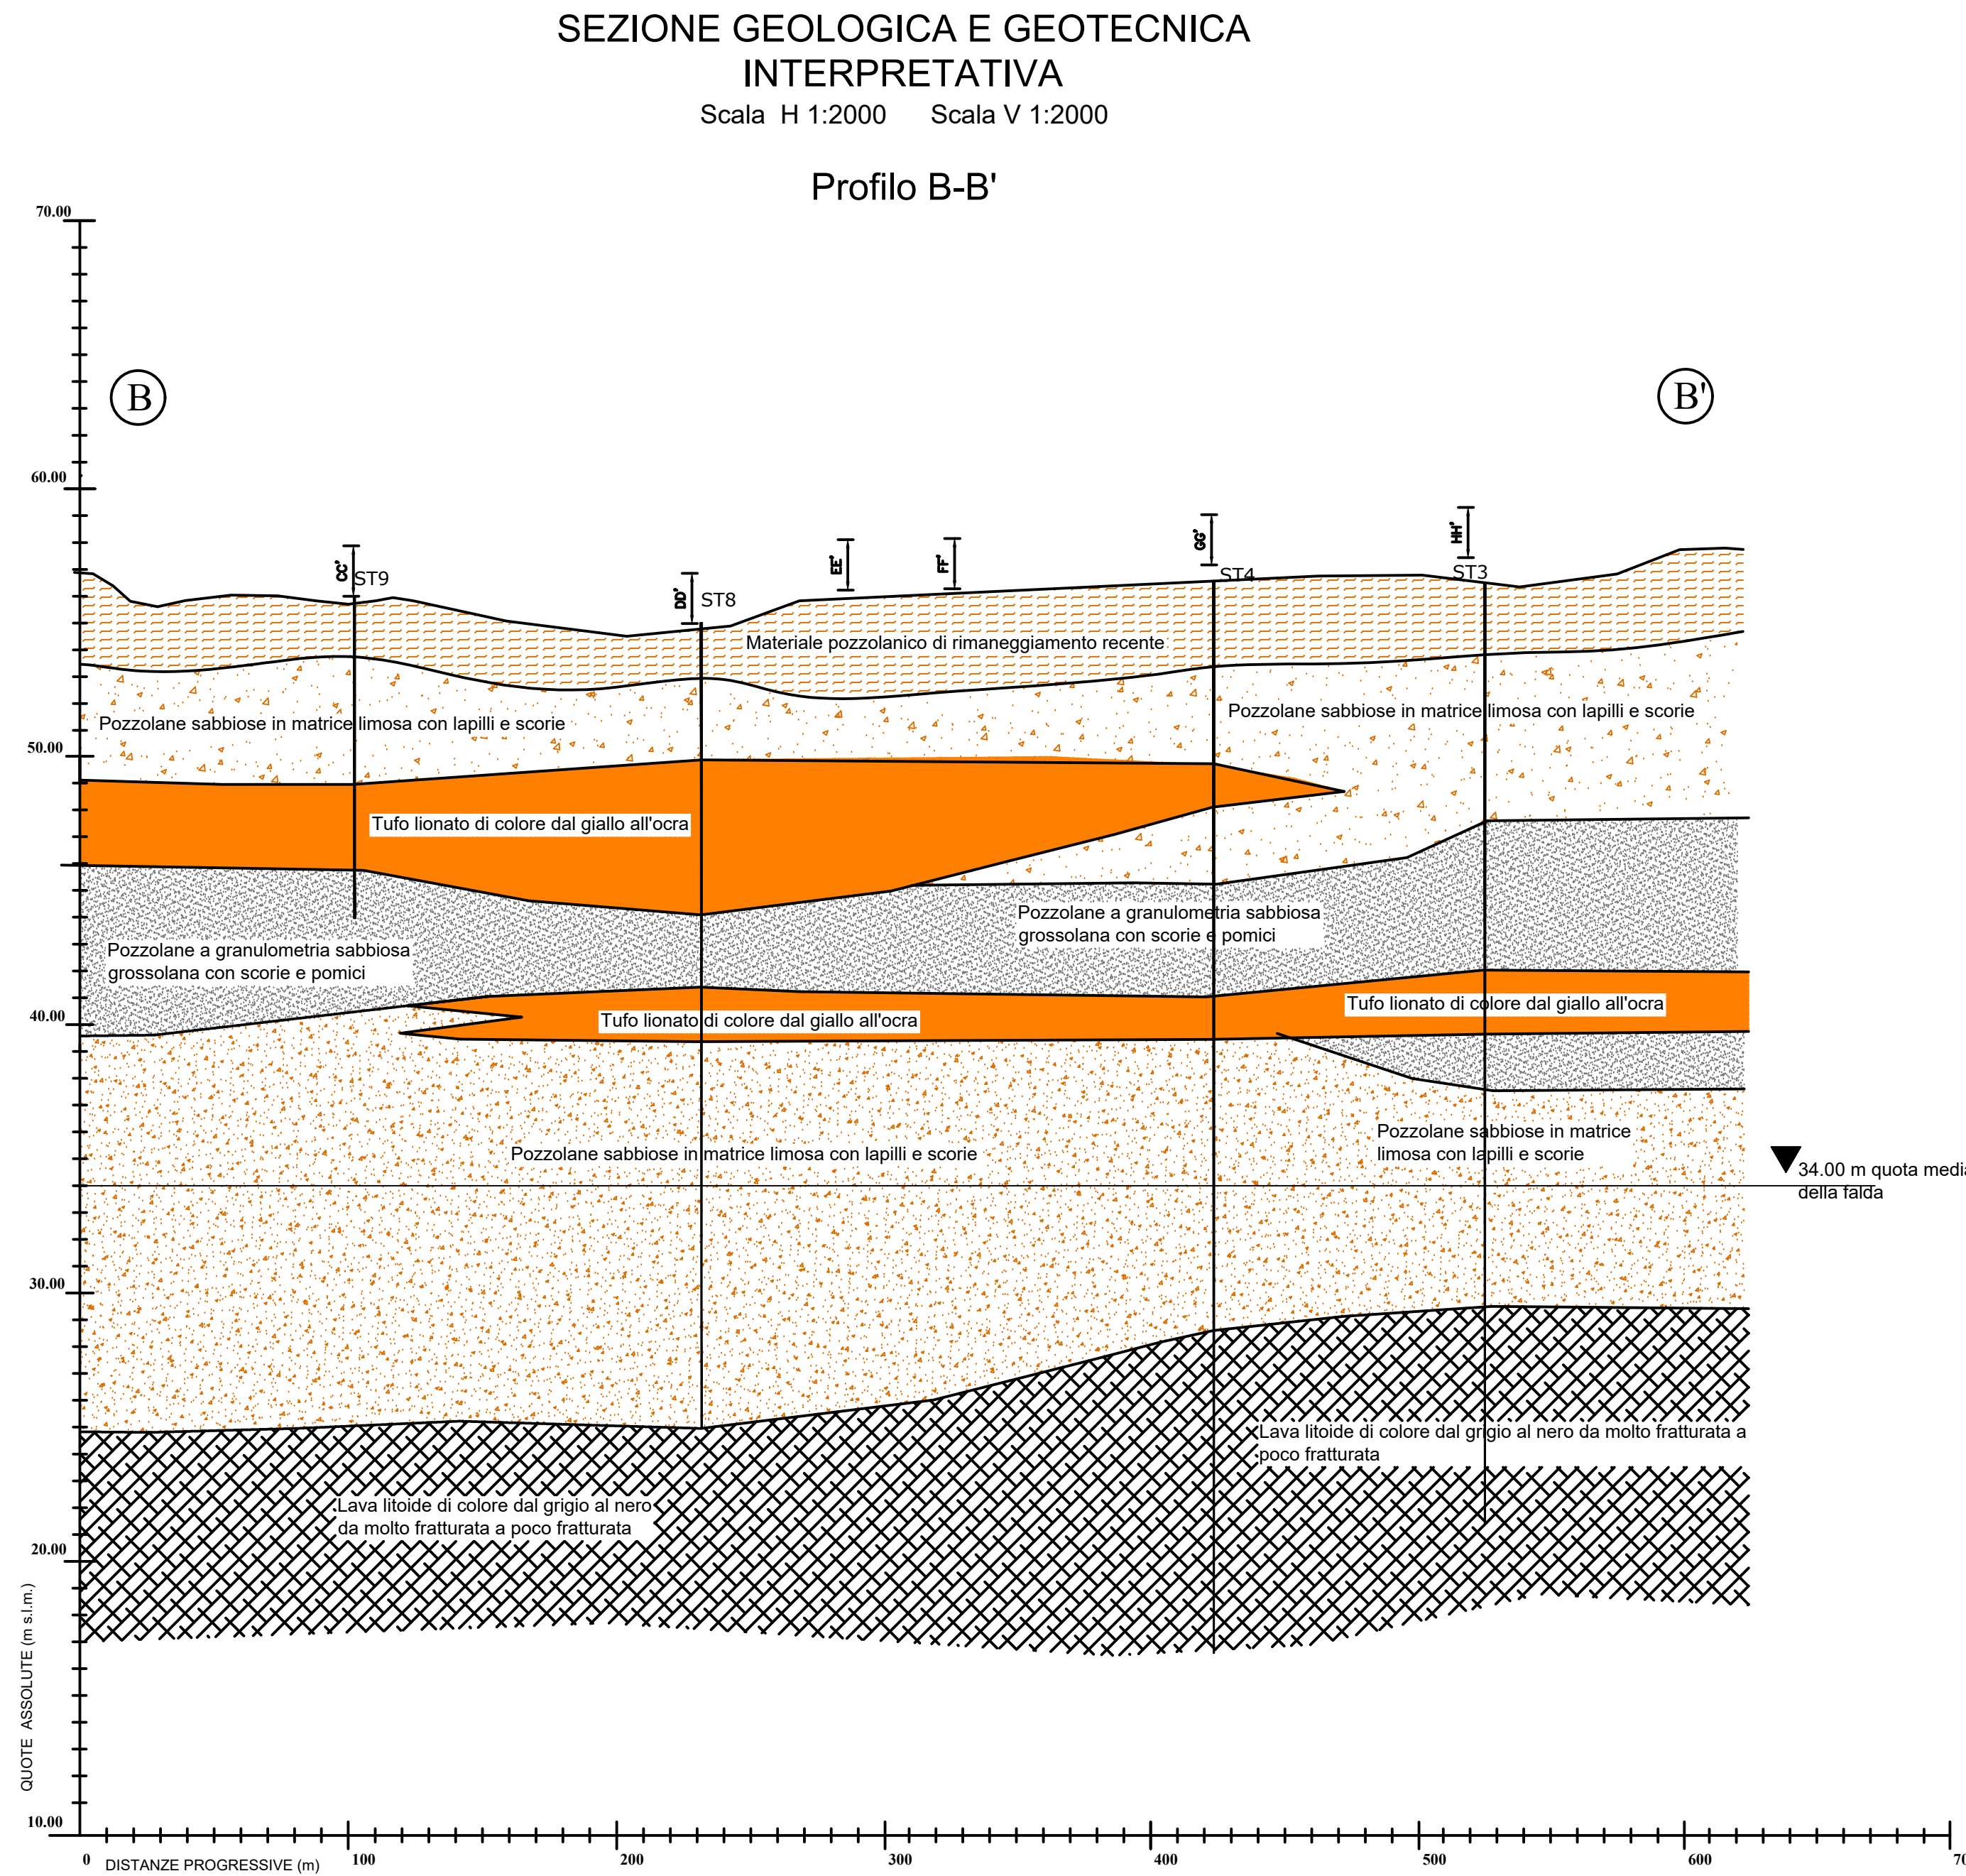 SEZIONE GEOLOGICA E GEOTECNICA
INTERPRETATIVA
Scala H 1:2000 Scala V 1:2000
Profilo B-B'
70.00
B
B'
60.00
CC'
ST9
DD'
ST8
EE'
FF'
GG'
ST4
HH'
ST3
Materiale pozzolanico di rimaneggiamento recente
Pozzolane sabbiose in matrice limosa con lapilli e scorie
Pozzolane sabbiose in matrice limosa con lapilli e scorie
50.00
Tufo lionato di colore dal giallo all'ocra
Pozzolane a granulometria sabbiosa
grossolana con scorie e pomici
Pozzolane a granulometria sabbiosa
grossolana con scorie e pomici
Tufo lionato di colore dal giallo all'ocra
Tufo lionato di colore dal giallo all'ocra
40.00
Pozzolane sabbiose in matrice limosa con lapilli e scorie
Pozzolane sabbiose in matrice
limosa con lapilli e scorie
34.00 m quota media
della falda
30.00
Lava litoide di colore dal grigio al nero da molto fratturata a
poco fratturata
Lava litoide di colore dal grigio al nero
da molto fratturata a poco fratturata
20.00
QUOTE ASSOLUTE (m s.l.m.)
10.00
0 100 200 300 400 500 600 70
DISTANZE PROGRESSIVE (m)